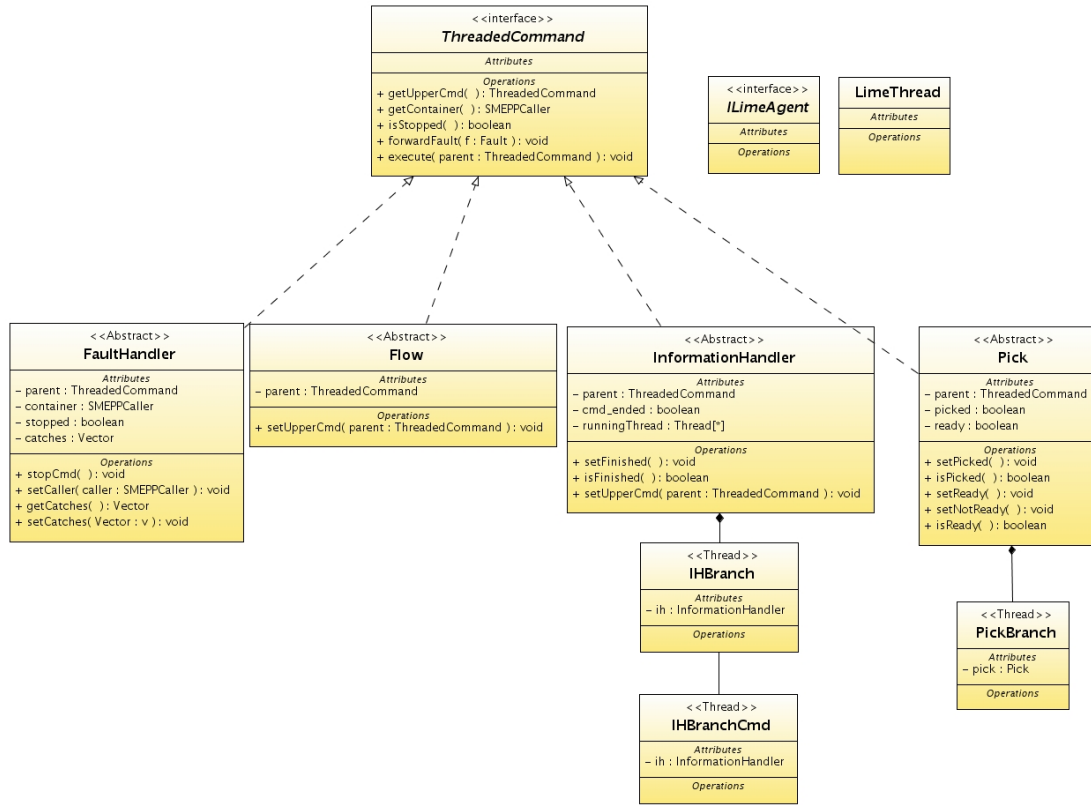 <<interface>>
ThreadedCommand
Attributes
Operations
+ getUpperCmd( ) : ThreadedCommand
+ getContainer( ) : SMEPPCaller
+ isStopped( ) : boolean
+ forwardFault( f : Fault ) : void
+ execute( parent : ThreadedCommand ) : void
<<interface>>
ILimeAgent
Attributes
Operations
LimeThread
Attributes
Operations
<<Abstract>>
FaultHandler
Attributes
- parent : ThreadedCommand
- container : SMEPPCaller
- stopped : boolean
- catches : Vector
Operations
+ stopCmd( ) : void
+ setCaller( caller : SMEPPCaller ) : void
+ getCatches( ) : Vector
+ setCatches( Vector : v ) : void
<<Abstract>>
Flow
Attributes
- parent : ThreadedCommand
Operations
+ setUpperCmd( parent : ThreadedCommand ) : void
<<Abstract>>
InformationHandler
Attributes
- parent : ThreadedCommand
- cmd_ended : boolean
- runningThread : Thread[*]
Operations
+ setFinished( ) : void
+ isFinished( ) : boolean
+ setUpperCmd( parent : ThreadedCommand ) : void
<<Abstract>>
Pick
Attributes
- parent : ThreadedCommand
- picked : boolean
- ready : boolean
Operations
+ setPicked( ) : void
+ isPicked( ) : boolean
+ setReady( ) : void
+ setNotReady( ) : void
+ isReady( ) : boolean
<<Thread>>
IHBranch
Attributes
- ih : InformationHandler
Operations
<<Thread>>
PickBranch
Attributes
- pick : Pick
Operations
<<Thread>>
IHBranchCmd
Attributes
- ih : InformationHandler
Operations